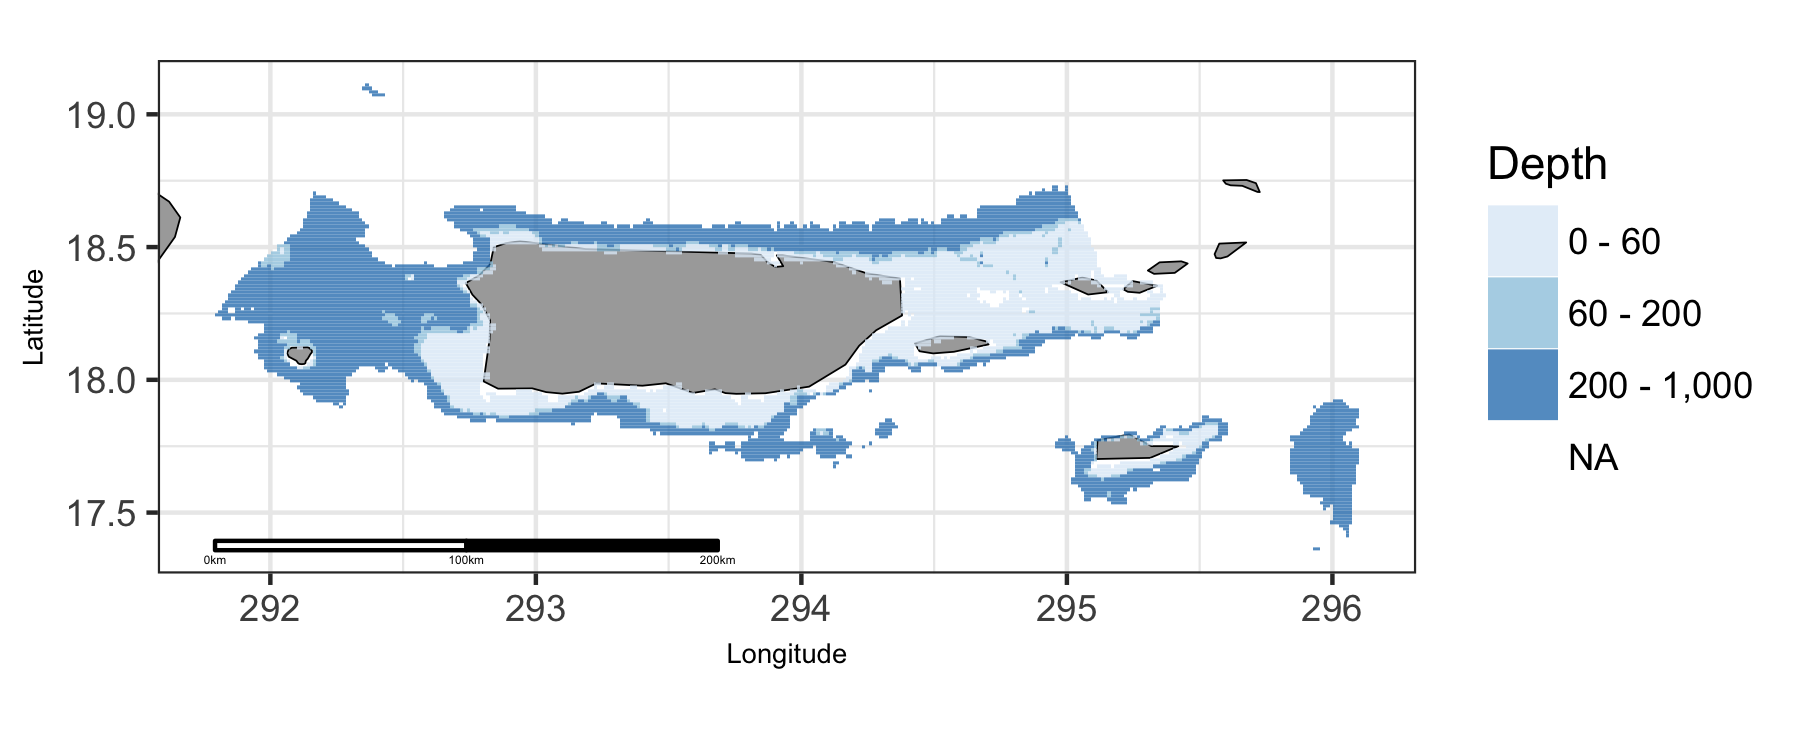 19.0
18.5
18.0
17.5
Latitude
0km 100km 200km
292 293 294 295 296
Longitude
Depth
0 - 60
60 - 200
200 - 1,000
NA